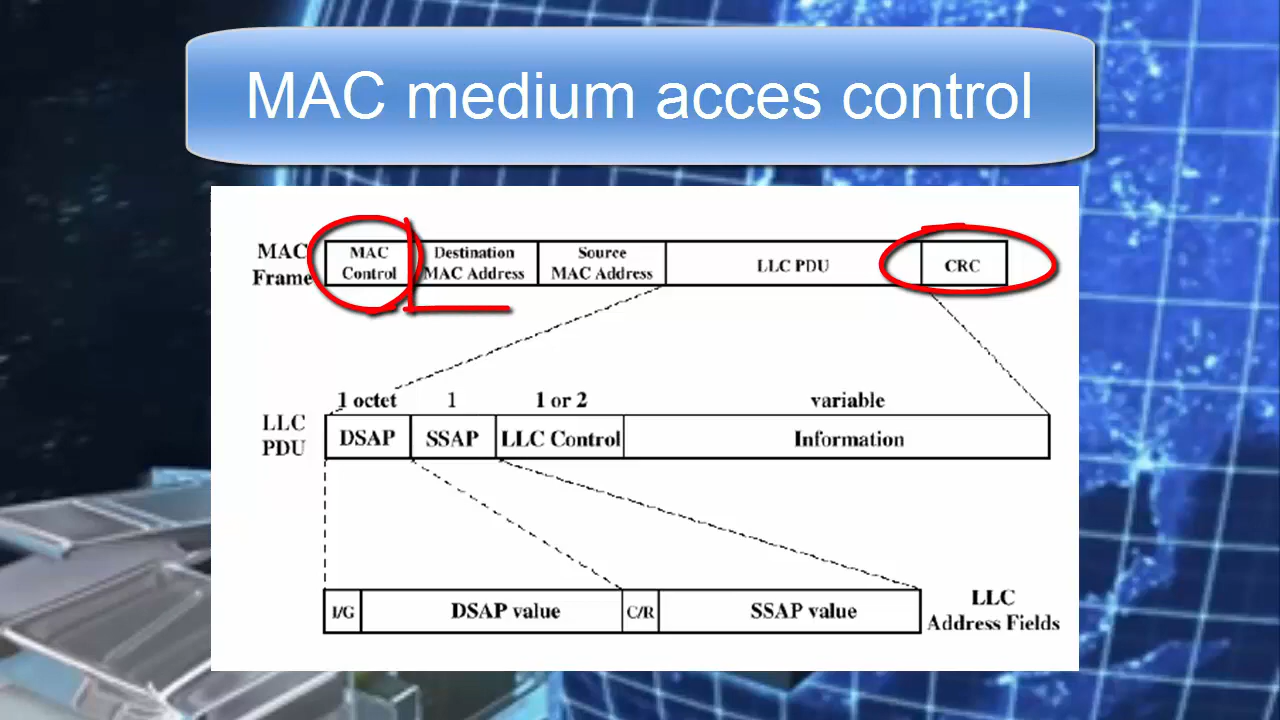 MAC medium acces control
MAC
Frame
MAC
Control
Destination
MAC Address
Source
MAC Address
LLC PDU
CRC
1 octet
1
1 or 2
variable
LLC
PDU
DSAP
SSAP
LLC Control
Information
I/G
DSAP value
C/R
SSAP value
LLC
Address Fields